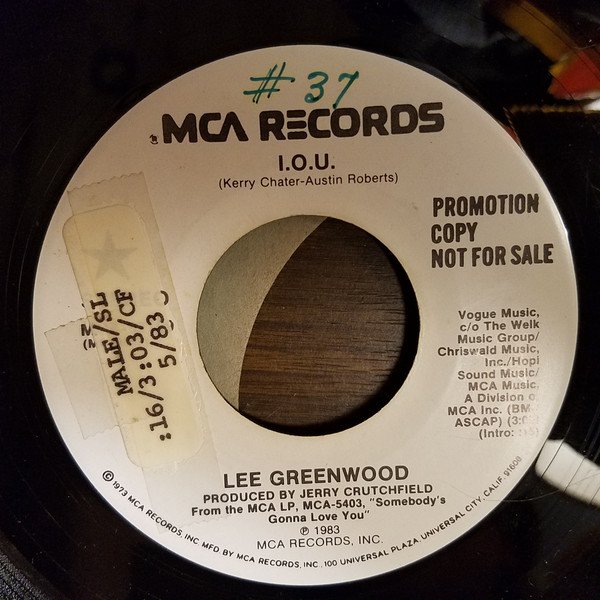 # 37
MCA RECORDS
I.O.U.
(Kerry Chater-Austin Roberts)
PROMOTION
COPY
NOT FOR SALE
MALE/SL
:16/3:03/CF
5/83
Vogue Music,
c/o The Welk
Music Group/
Chriswald Music,
Inc./Hopi
Sound Music/
MCA Music,
A Division
MCA Inc.
ASCAP)
(Intro:
LEE GREENWOOD
PRODUCED BY JERRY CRUTCHFIELD
From the MCA LP, MCA-5403, "Somebody's
Gonna Love You"
℗ 1983
MCA RECORDS, INC.
© 1973 MCA RECORDS, INC. MFD. BY MCA RECORDS, INC. 100 UNIVERSAL PLAZA, UNIVERSAL CITY, CALIF. 91608